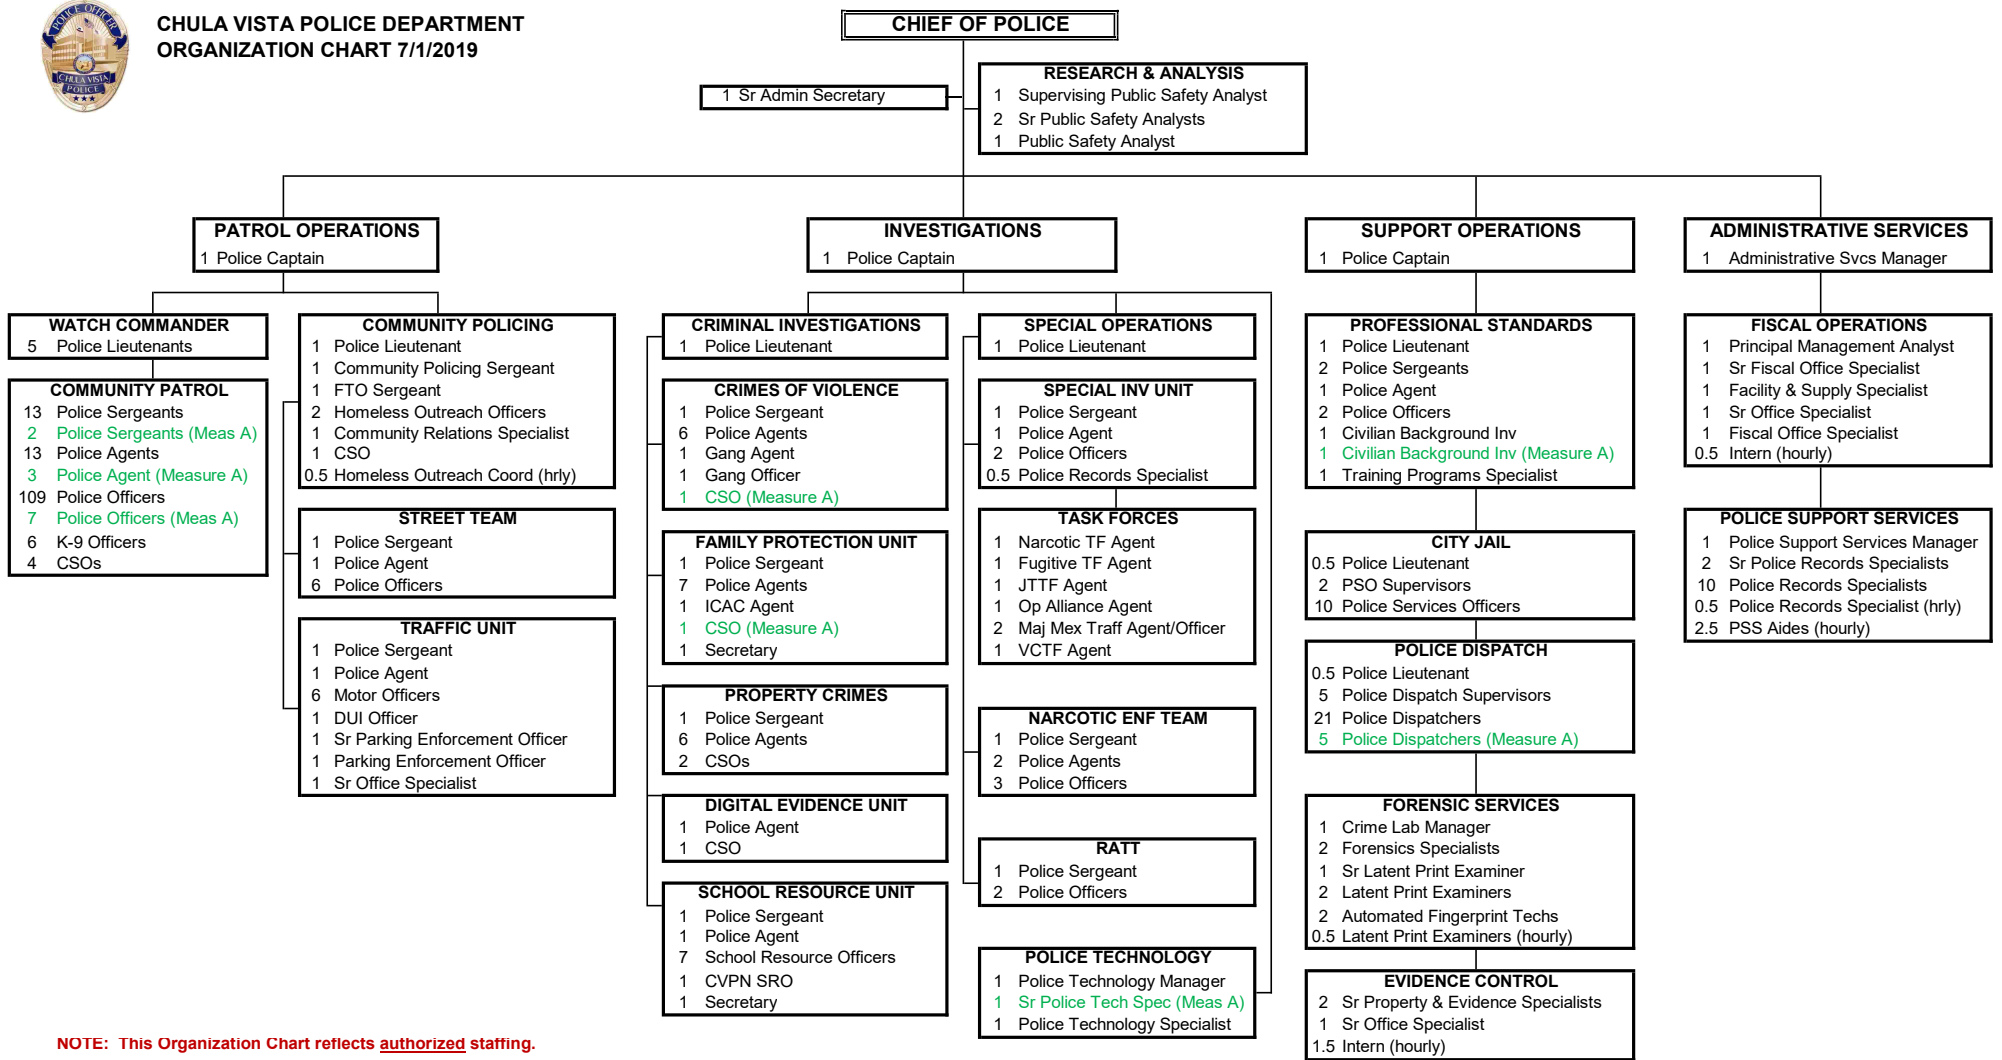 POLICE OFFICER
CHULA VISTA
POLICE
CHULA VISTA POLICE DEPARTMENT
ORGANIZATION CHART 7/1/2019
CHIEF OF POLICE
1 Sr Admin Secretary
RESEARCH & ANALYSIS
1 Supervising Public Safety Analyst
2 Sr Public Safety Analysts
1 Public Safety Analyst
PATROL OPERATIONS
1 Police Captain
WATCH COMMANDER
5 Police Lieutenants
COMMUNITY PATROL
13 Police Sergeants
2 Police Sergeants (Meas A)
13 Police Agents
3 Police Agent (Measure A)
109 Police Officers
7 Police Officers (Meas A)
6 K-9 Officers
4 CSOs
COMMUNITY POLICING
1 Police Lieutenant
1 Community Policing Sergeant
1 FTO Sergeant
2 Homeless Outreach Officers
1 Community Relations Specialist
1 CSO
0.5 Homeless Outreach Coord (hrly)
STREET TEAM
1 Police Sergeant
1 Police Agent
6 Police Officers
TRAFFIC UNIT
1 Police Sergeant
1 Police Agent
6 Motor Officers
1 DUI Officer
1 Sr Parking Enforcement Officer
1 Parking Enforcement Officer
1 Sr Office Specialist
INVESTIGATIONS
1 Police Captain
CRIMINAL INVESTIGATIONS
1 Police Lieutenant
CRIMES OF VIOLENCE
1 Police Sergeant
6 Police Agents
1 Gang Agent
1 Gang Officer
1 CSO (Measure A)
FAMILY PROTECTION UNIT
1 Police Sergeant
7 Police Agents
1 ICAC Agent
1 CSO (Measure A)
1 Secretary
PROPERTY CRIMES
1 Police Sergeant
6 Police Agents
2 CSOs
DIGITAL EVIDENCE UNIT
1 Police Agent
1 CSO
SCHOOL RESOURCE UNIT
1 Police Sergeant
1 Police Agent
7 School Resource Officers
1 CVPN SRO
1 Secretary
SPECIAL OPERATIONS
1 Police Lieutenant
SPECIAL INV UNIT
1 Police Sergeant
1 Police Agent
2 Police Officers
0.5 Police Records Specialist
TASK FORCES
1 Narcotic TF Agent
1 Fugitive TF Agent
1 JTTF Agent
1 Op Alliance Agent
2 Maj Mex Traff Agent/Officer
1 VCTF Agent
NARCOTIC ENF TEAM
1 Police Sergeant
2 Police Agents
3 Police Officers
RATT
1 Police Sergeant
2 Police Officers
POLICE TECHNOLOGY
1 Police Technology Manager
1 Sr Police Tech Spec (Meas A)
1 Police Technology Specialist
SUPPORT OPERATIONS
1 Police Captain
PROFESSIONAL STANDARDS
1 Police Lieutenant
2 Police Sergeants
1 Police Agent
2 Police Officers
1 Civilian Background Inv
1 Civilian Background Inv (Measure A)
1 Training Programs Specialist
CITY JAIL
0.5 Police Lieutenant
2 PSO Supervisors
10 Police Services Officers
POLICE DISPATCH
0.5 Police Lieutenant
5 Police Dispatch Supervisors
21 Police Dispatchers
5 Police Dispatchers (Measure A)
FORENSIC SERVICES
1 Crime Lab Manager
2 Forensics Specialists
1 Sr Latent Print Examiner
2 Latent Print Examiners
2 Automated Fingerprint Techs
0.5 Latent Print Examiners (hourly)
EVIDENCE CONTROL
2 Sr Property & Evidence Specialists
1 Sr Office Specialist
1.5 Intern (hourly)
ADMINISTRATIVE SERVICES
1 Administrative Svcs Manager
FISCAL OPERATIONS
1 Principal Management Analyst
1 Sr Fiscal Office Specialist
1 Facility & Supply Specialist
1 Sr Office Specialist
1 Fiscal Office Specialist
0.5 Intern (hourly)
POLICE SUPPORT SERVICES
1 Police Support Services Manager
2 Sr Police Records Specialists
10 Police Records Specialists
0.5 Police Records Specialist (hrly)
2.5 PSS Aides (hourly)
NOTE: This Organization Chart reflects authorized staffing.